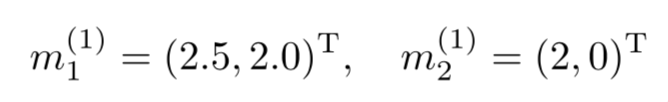 m_1^{(1)} = (2.5, 2.0)^T, m_2^{(1)} = (2, 0)^T